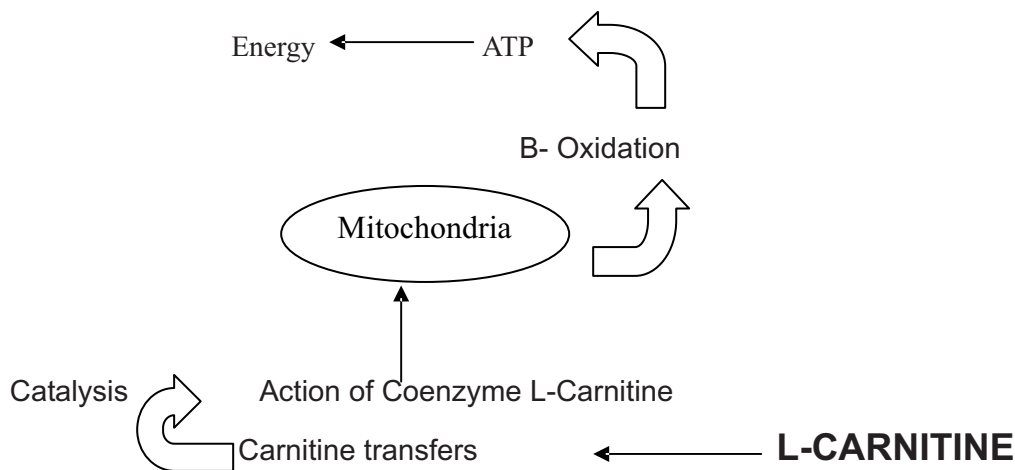 Energy ATP
B- Oxidation
Mitochondria
Catalysis Action of Coenzyme L-Carnitine
Carnitine transfers L-CARNITINE